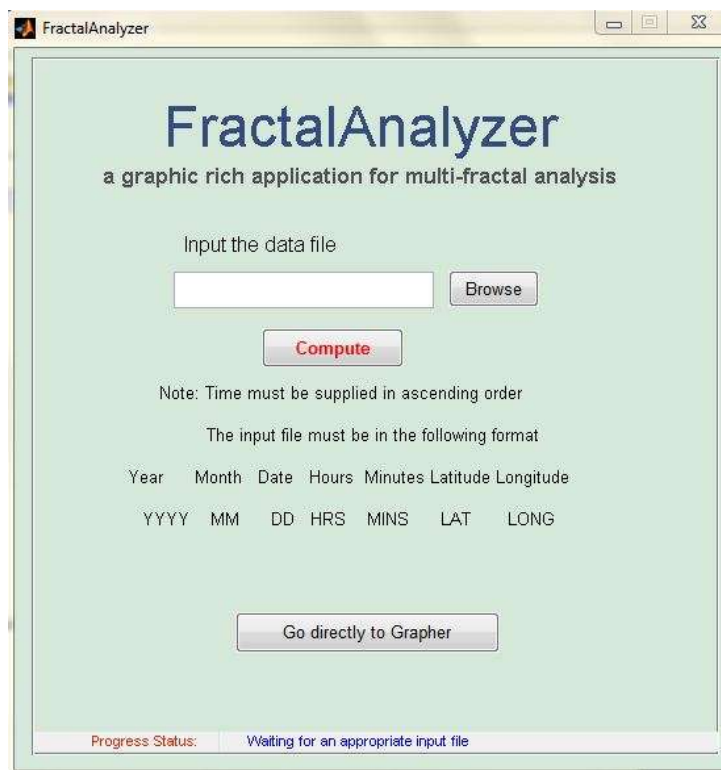 FractalAnalyzer
FractalAnalyzer
a graphic rich application for multi-fractal analysis
Input the data file
Browse
Compute
Note: Time must be supplied in ascending order
The input file must be in the following format
Year Month Date Hours Minutes Latitude Longitude
YYYY MM DD HRS MINS LAT LONG
Go directly to Grapher
Progress Status: Waiting for an appropriate input file